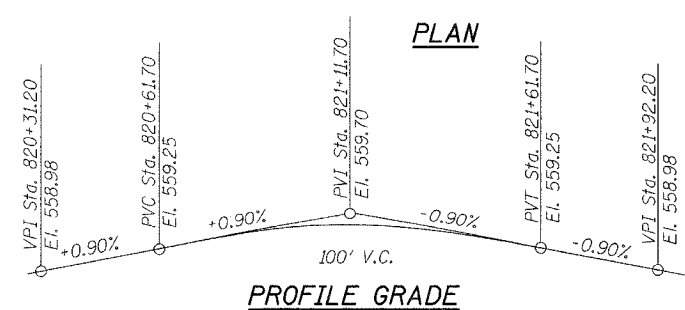 PLAN
VPI Sta. 820+31.20
El. 558.98
PVC Sta. 820+61.70
El. 559.25
PVI Sta. 821+11.70
El. 559.70
PVT Sta. 821+61.70
El. 559.25
VPI Sta. 821+92.20
El. 558.98
+0.90%
+0.90%
-0.90%
-0.90%
100' V.C.
PROFILE GRADE